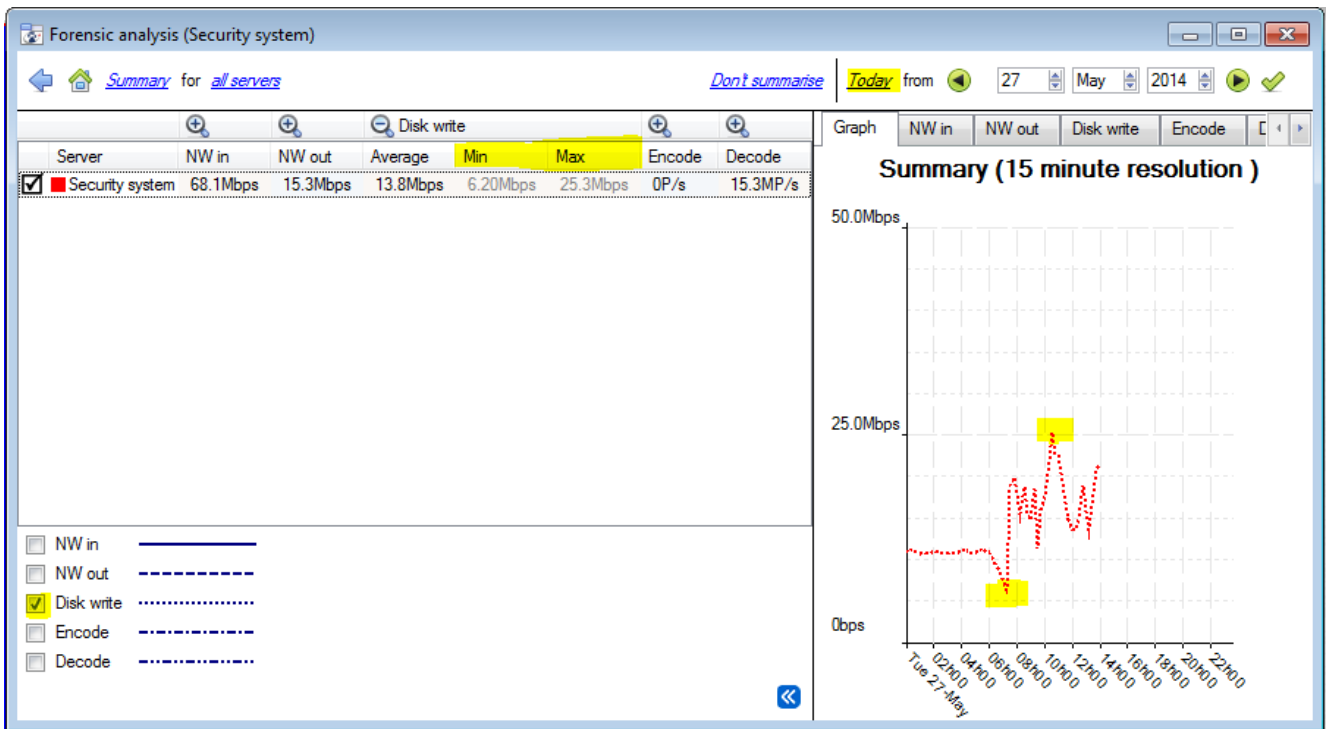 Forensic analysis (Security system)
Summary for all servers Don't summarise Today from 27 May 2014
Disk write
Server NW in NW out Average Min Max Encode Decode
Security system 68.1Mbps 15.3Mbps 13.8Mbps 6.20Mbps 25.3Mbps 0P/s 15.3MP/s
NW in
NW out
Disk write
Encode
Decode
Graph NW in NW out Disk write Encode
Summary (15 minute resolution )
50.0Mbps
25.0Mbps
0bps
Tue 27-May 02h00 04h00 06h00 08h00 10h00 12h00 14h00 16h00 18h00 20h00 22h00